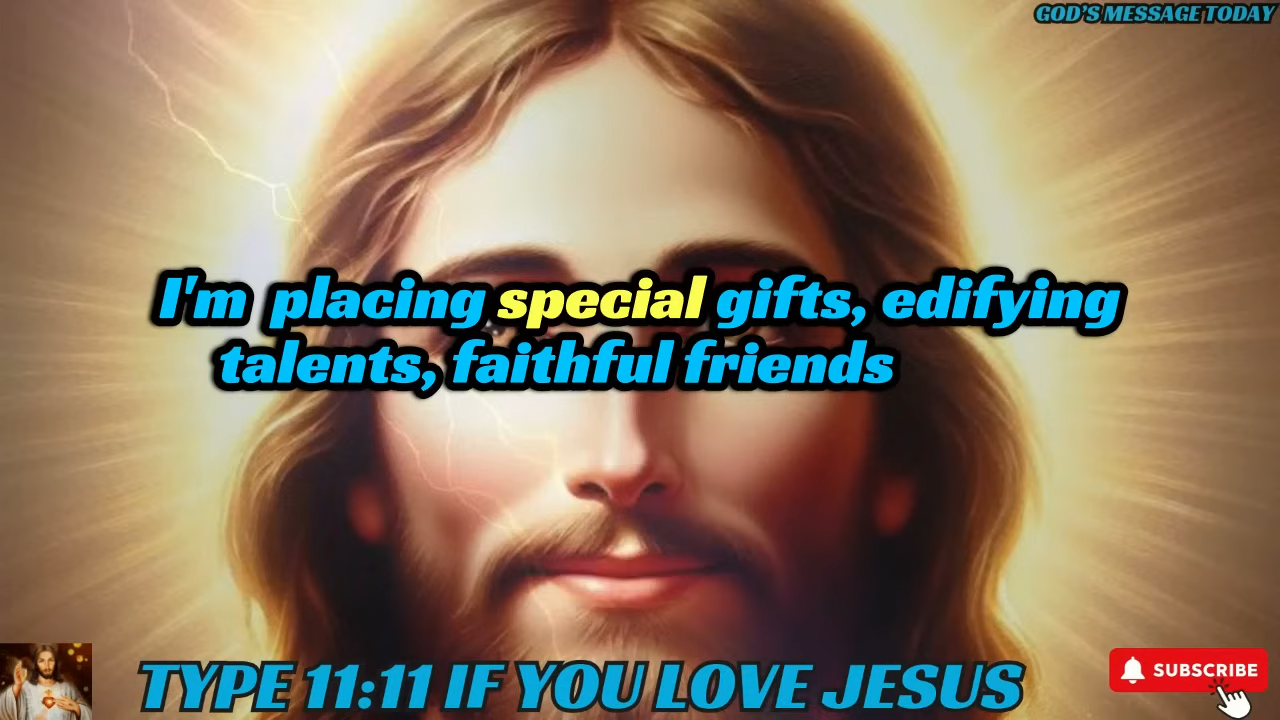 GOD'S MESSAGE TODAY
I'm placing special gifts, edifying
talents, faithful friends
TYPE 11:11 IF YOU LOVE JESUS
SUBSCRIBE